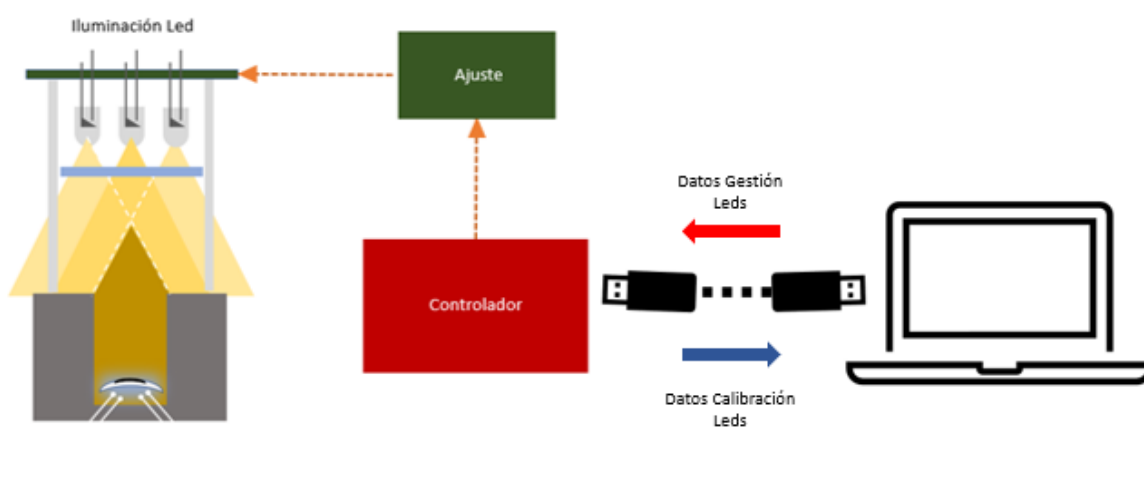 Iluminación Led
Ajuste
Datos Gestión
Leds
Controlador
Datos Calibración
Leds